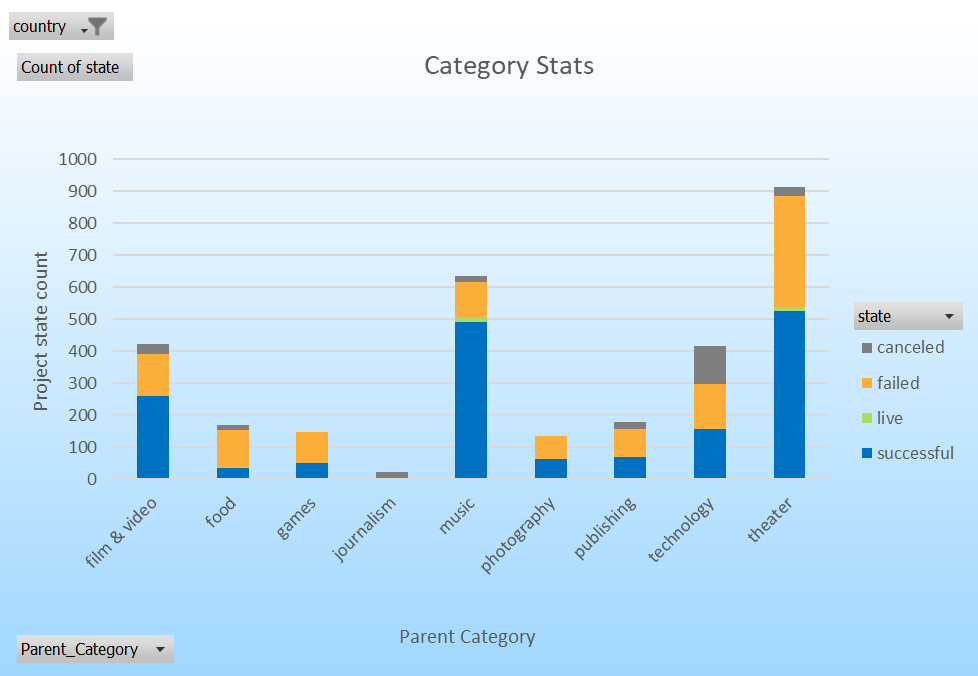 country
Count of state
Category Stats
1000
900
800
700
600
500
400
300
200
100
0
Project state count
film & video
food
games
journalism
music
photography
publishing
technology
theater
Parent Category
state
canceled
failed
live
successful
Parent_Category